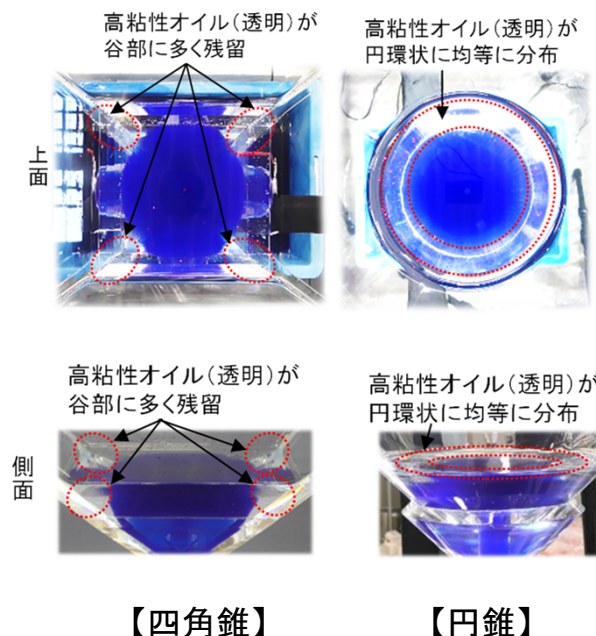 高粘性オイル(透明)が
谷部に多く残留
高粘性オイル(透明)が
円環状に均等に分布
上面
高粘性オイル(透明)が
谷部に多く残留
高粘性オイル(透明)が
円環状に均等に分布
側面
【四角錐】
【円錐】